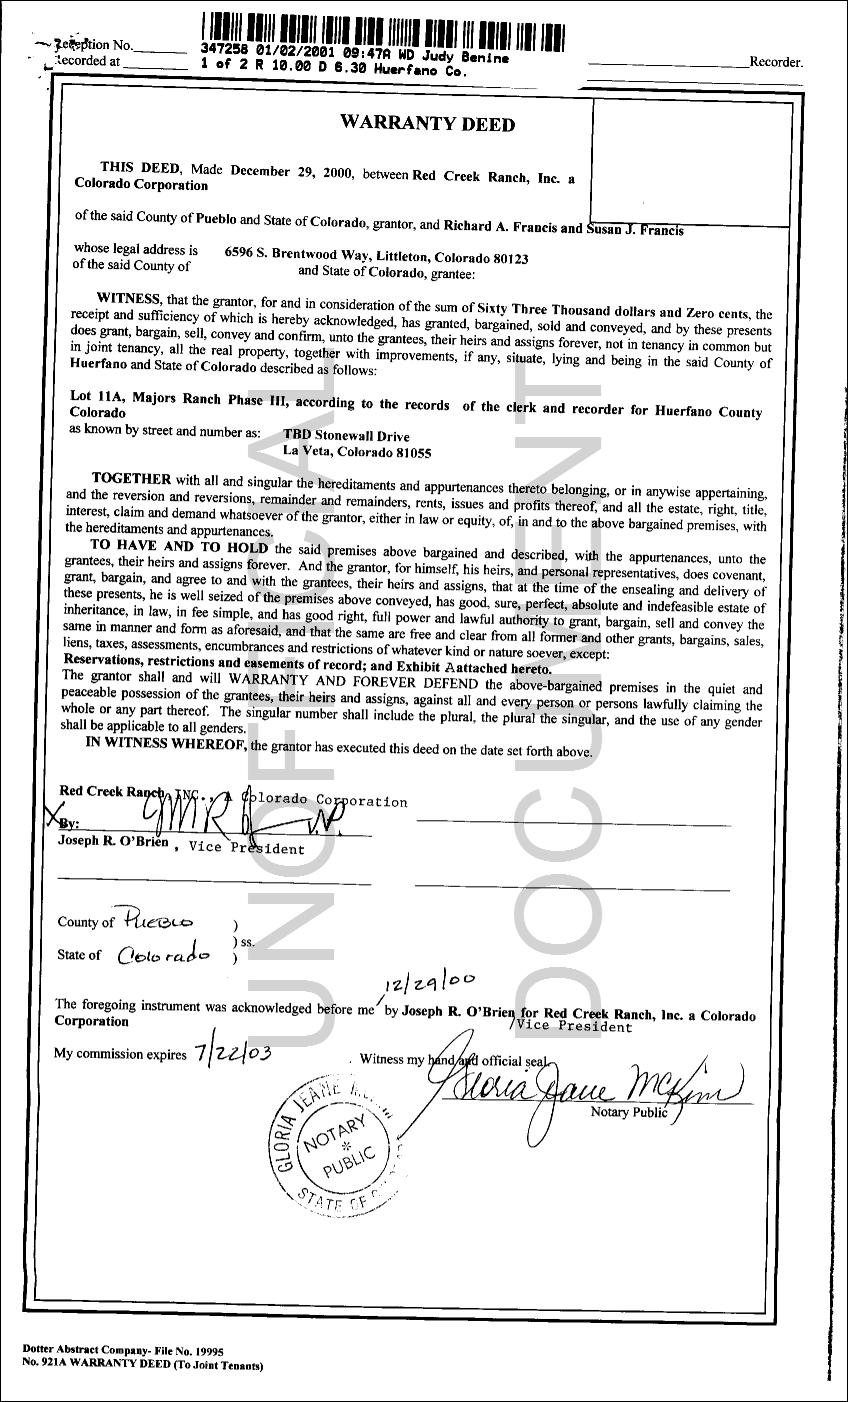 Reception No.
Recorded at
347258 01/02/2001 09:47A WD Judy Benine
1 of 2 R 10.00 D 6.30 Huerfano Co.
Recorder.
WARRANTY DEED
THIS DEED, Made December 29, 2000, between Red Creek Ranch, Inc. a
Colorado Corporation
of the said County of Pueblo and State of Colorado, grantor, and Richard A. Francis and Susan J. Francis
whose legal address is 6596 S. Brentwood Way, Littleton, Colorado 80123
of the said County of and State of Colorado, grantee:
WITNESS, that the grantor, for and in consideration of the sum of Sixty Three Thousand dollars and Zero cents, the
receipt and sufficiency of which is hereby acknowledged, has granted, bargained, sold and conveyed, and by these presents
does grant, bargain, sell, convey and confirm, unto the grantees, their heirs and assigns forever, not in tenancy in common but
in joint tenancy, all the real property, together with improvements, if any, situate, lying and being in the said County of
Huerfano and State of Colorado described as follows:
Lot 11A, Majors Ranch Phase III, according to the records of the clerk and recorder for Huerfano County
Colorado
as known by street and number as: TBD Stonewall Drive
La Veta, Colorado 81055
TOGETHER with all and singular the hereditaments and appurtenances thereto belonging, or in anywise appertaining,
and the reversion and reversions, remainder and remainders, rents, issues and profits thereof, and all the estate, right, title,
interest, claim and demand whatsoever of the grantor, either in law or equity, of, in and to the above bargained premises, with
the hereditaments and appurtenances.
TO HAVE AND TO HOLD the said premises above bargained and described, with the appurtenances, unto the
grantees, their heirs and assigns forever. And the grantor, for himself, his heirs, and personal representatives, does covenant,
grant, bargain, and agree to and with the grantees, their heirs and assigns, that at the time of the ensealing and delivery of
these presents, he is well seized of the premises above conveyed, has good, sure, perfect, absolute and indefeasible estate of
inheritance, in law, in fee simple, and has good right, full power and lawful authority to grant, bargain, sell and convey the
same in manner and form as aforesaid, and that the same are free and clear from all former and other grants, bargains, sales,
liens, taxes, assessments, encumbrances and restrictions of whatever kind or nature soever, except:
Reservations, restrictions and easements of record; and Exhibit Aattached hereto.
The grantor shall and will WARRANTY AND FOREVER DEFEND the above-bargained premises in the quiet and
peaceable possession of the grantees, their heirs and assigns, against all and every person or persons lawfully claiming the
whole or any part thereof. The singular number shall include the plural, the plural the singular, and the use of any gender
shall be applicable to all genders.
IN WITNESS WHEREOF, the grantor has executed this deed on the date set forth above.
Red Creek Ranch, INC., A Colorado Corporation
X By: V.P.
Joseph R. O'Brien, Vice President
County of Pueblo )
) ss.
State of Colorado )
12/29/00
The foregoing instrument was acknowledged before me by Joseph R. O'Brien for Red Creek Ranch, Inc. a Colorado
Corporation /Vice President
My commission expires 7/22/03 . Witness my hand and official seal.
Gloria Jeane McKim
Notary Public
GLORIA JEANE
NOTARY
*
PUBLIC
STATE OF
UNOFFICIAL
DOCUMENT
Dotter Abstract Company- File No. 19995
No. 921A WARRANTY DEED (To Joint Tenants)